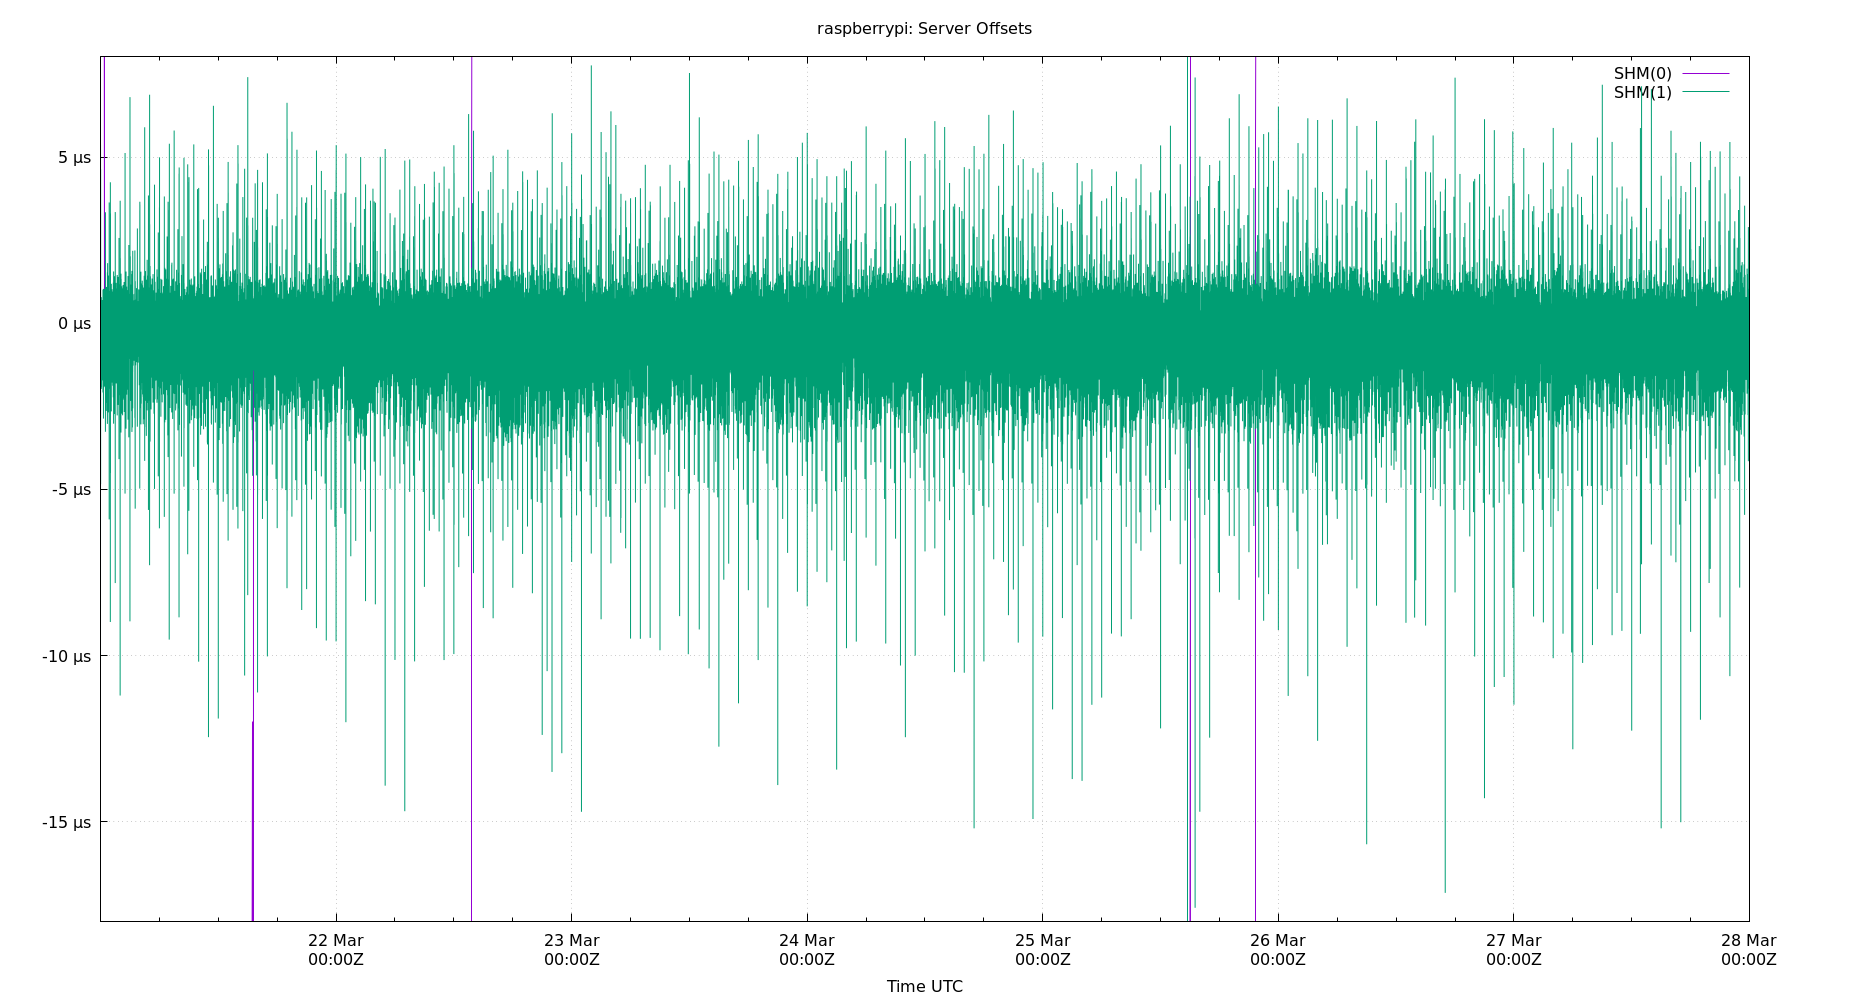 raspberrypi: Server Offsets
SHM(0)
SHM(1)
5 µs
0 µs
-5 µs
-10 µs
-15 µs
22 Mar
00:00Z
23 Mar
00:00Z
24 Mar
00:00Z
25 Mar
00:00Z
26 Mar
00:00Z
27 Mar
00:00Z
28 Mar
00:00Z
Time UTC